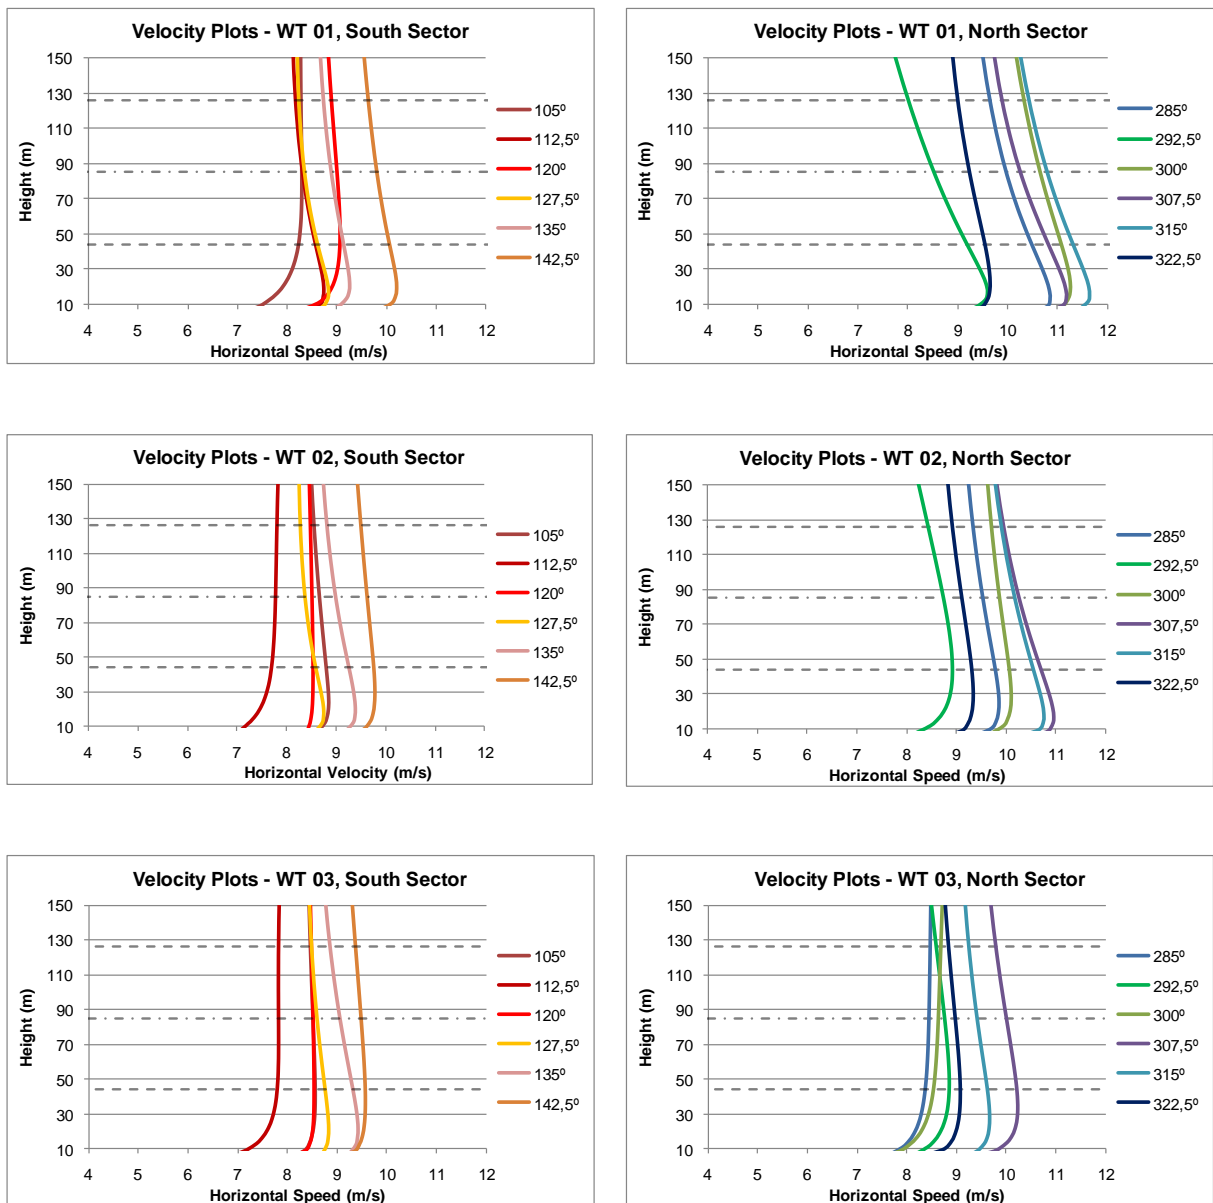 Velocity Plots - WT 01, South Sector
150
130
110
90
70
50
30
10
Height (m)
4 5 6 7 8 9 10 11 12
Horizontal Speed (m/s)
105º
112,5º
120º
127,5º
135º
142,5º
Velocity Plots - WT 01, North Sector
150
130
110
90
70
50
30
10
Height (m)
4 5 6 7 8 9 10 11 12
Horizontal Speed (m/s)
285º
292,5º
300º
307,5º
315º
322,5º
Velocity Plots - WT 02, South Sector
150
130
110
90
70
50
30
10
Height (m)
4 5 6 7 8 9 10 11 12
Horizontal Velocity (m/s)
105º
112,5º
120º
127,5º
135º
142,5º
Velocity Plots - WT 02, North Sector
150
130
110
90
70
50
30
10
Height (m)
4 5 6 7 8 9 10 11 12
Horizontal Speed (m/s)
285º
292,5º
300º
307,5º
315º
322,5º
Velocity Plots - WT 03, South Sector
150
130
110
90
70
50
30
10
Height (m)
4 5 6 7 8 9 10 11 12
Horizontal Speed (m/s)
105º
112,5º
120º
127,5º
135º
142,5º
Velocity Plots - WT 03, North Sector
150
130
110
90
70
50
30
10
Height (m)
4 5 6 7 8 9 10 11 12
Horizontal Speed (m/s)
285º
292,5º
300º
307,5º
315º
322,5º